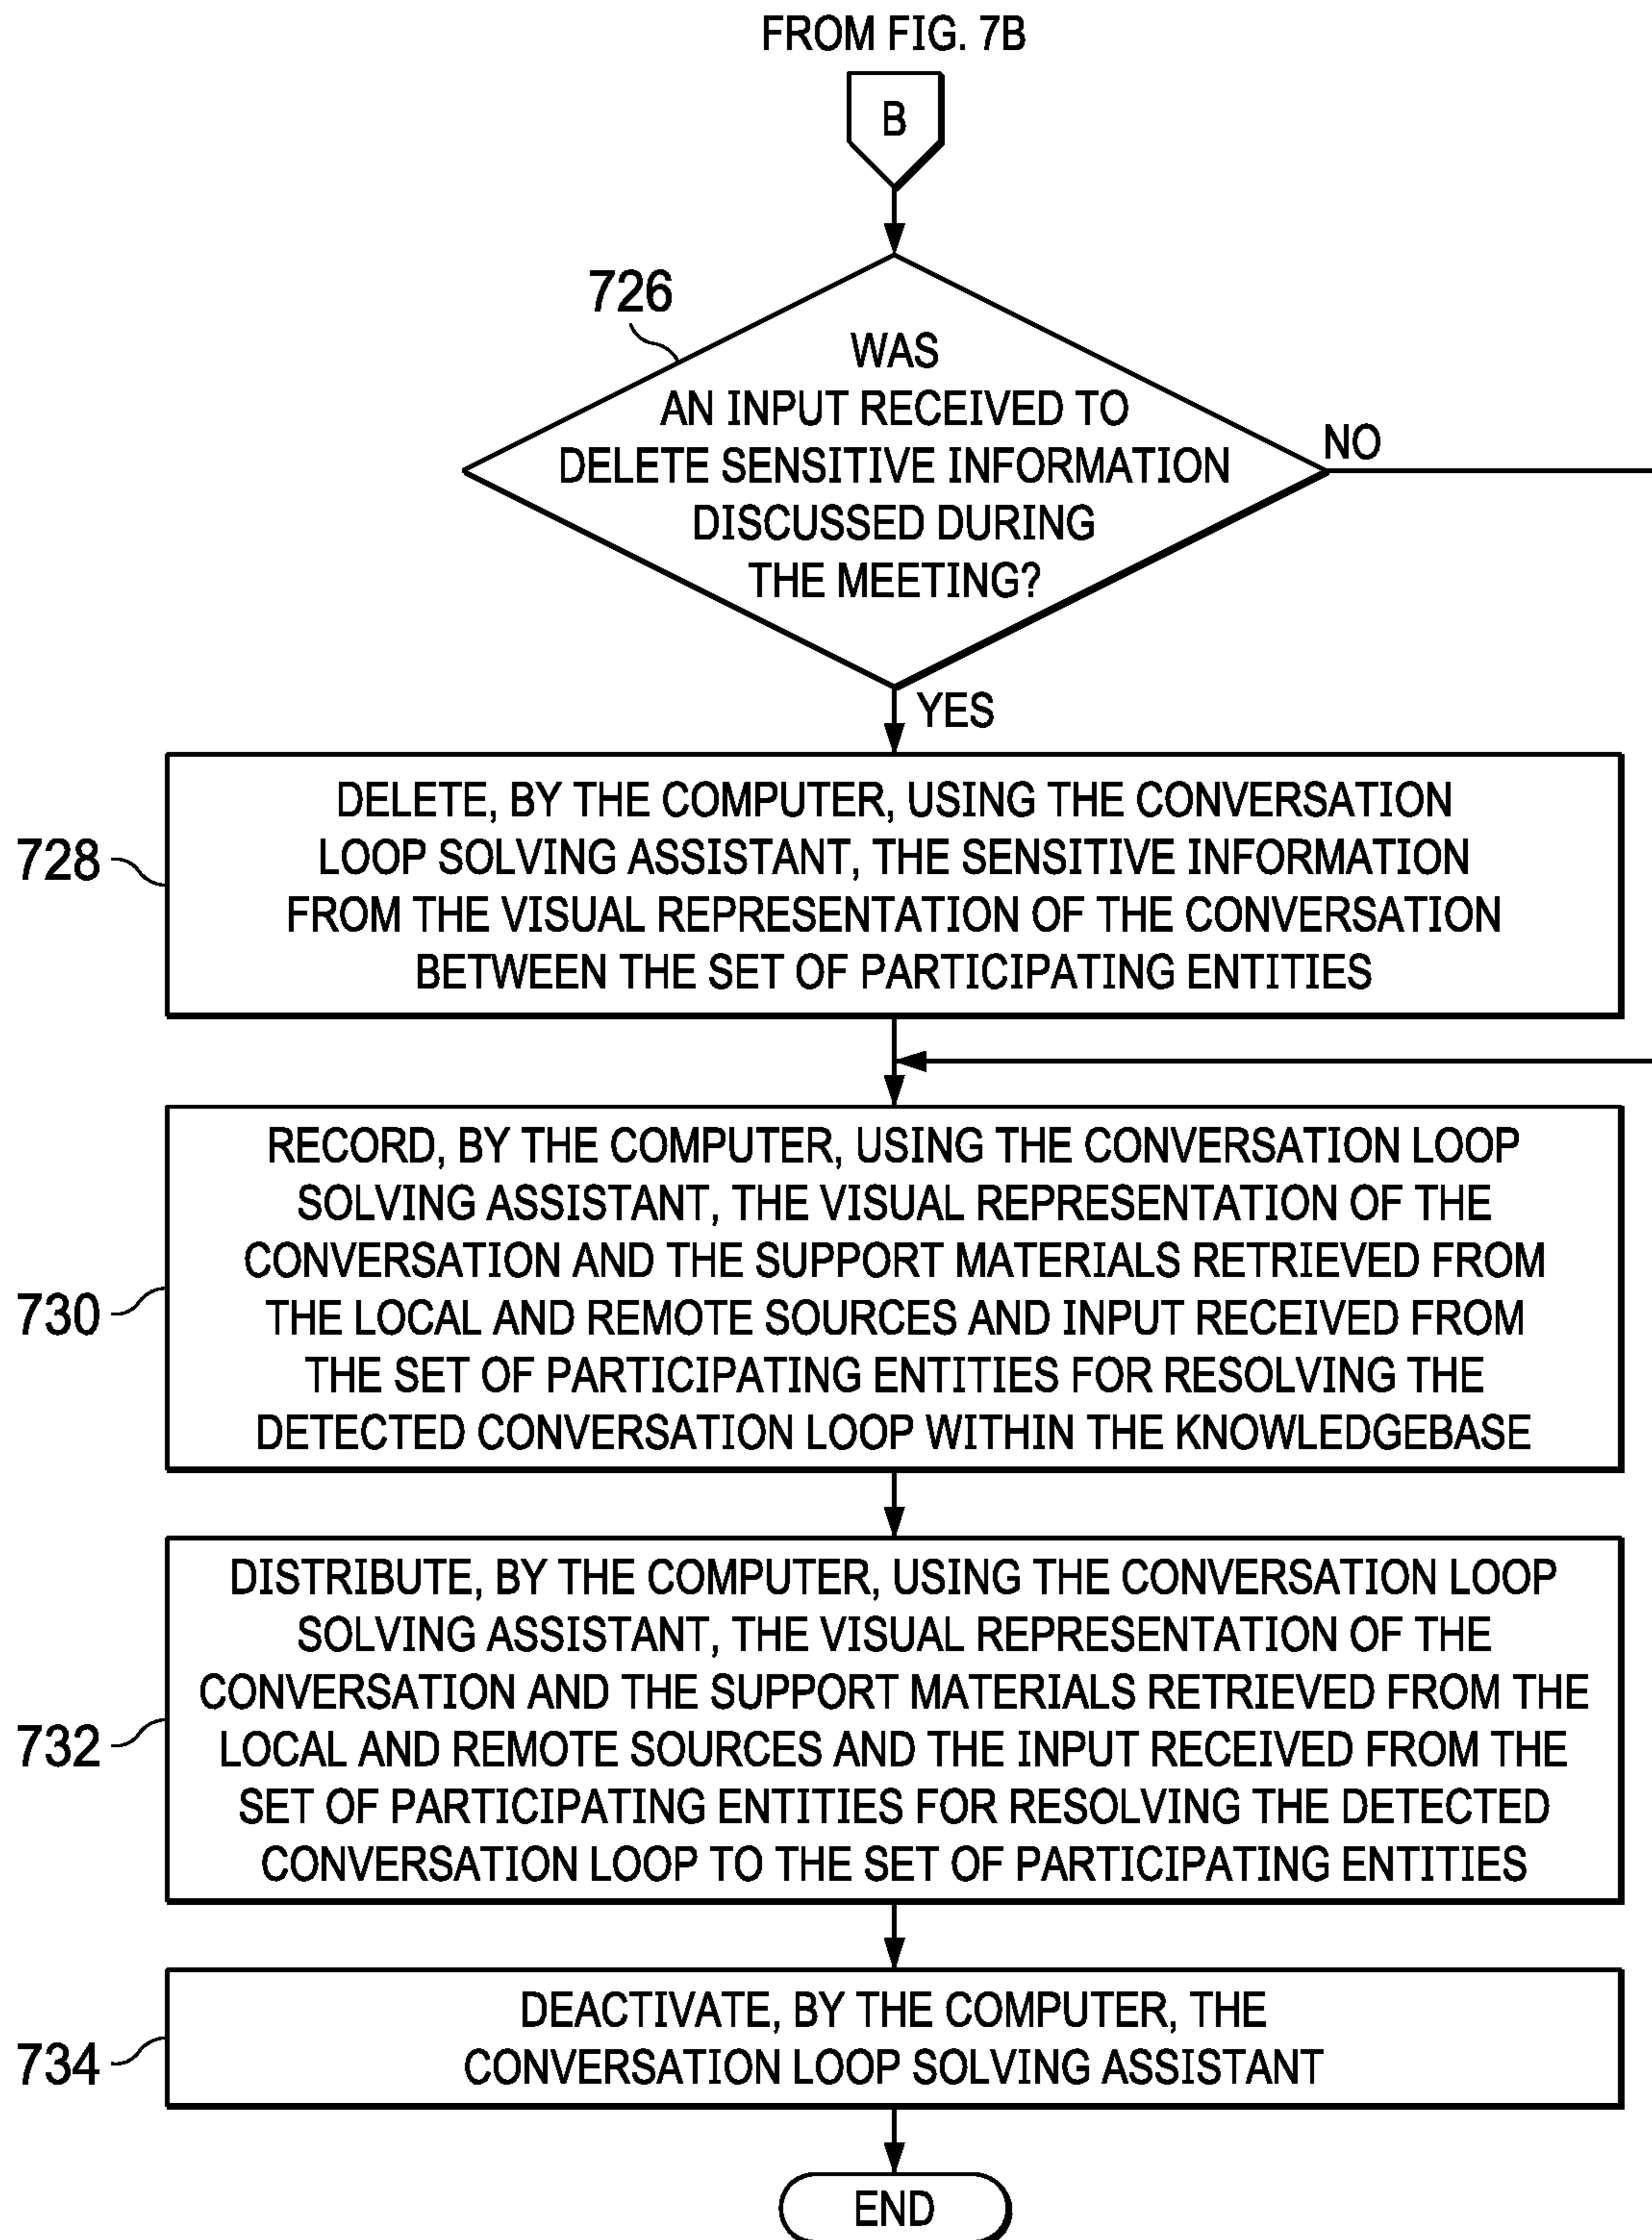 FROM FIG. 7B
B
726
WAS
AN INPUT RECEIVED TO
DELETE SENSITIVE INFORMATION
DISCUSSED DURING
THE MEETING?
NO
YES
728
DELETE, BY THE COMPUTER, USING THE CONVERSATION
LOOP SOLVING ASSISTANT, THE SENSITIVE INFORMATION
FROM THE VISUAL REPRESENTATION OF THE CONVERSATION
BETWEEN THE SET OF PARTICIPATING ENTITIES
730
RECORD, BY THE COMPUTER, USING THE CONVERSATION LOOP
SOLVING ASSISTANT, THE VISUAL REPRESENTATION OF THE
CONVERSATION AND THE SUPPORT MATERIALS RETRIEVED FROM
THE LOCAL AND REMOTE SOURCES AND INPUT RECEIVED FROM
THE SET OF PARTICIPATING ENTITIES FOR RESOLVING THE
DETECTED CONVERSATION LOOP WITHIN THE KNOWLEDGEBASE
732
DISTRIBUTE, BY THE COMPUTER, USING THE CONVERSATION LOOP
SOLVING ASSISTANT, THE VISUAL REPRESENTATION OF THE
CONVERSATION AND THE SUPPORT MATERIALS RETRIEVED FROM THE
LOCAL AND REMOTE SOURCES AND THE INPUT RECEIVED FROM THE
SET OF PARTICIPATING ENTITIES FOR RESOLVING THE DETECTED
CONVERSATION LOOP TO THE SET OF PARTICIPATING ENTITIES
734
DEACTIVATE, BY THE COMPUTER, THE
CONVERSATION LOOP SOLVING ASSISTANT
END